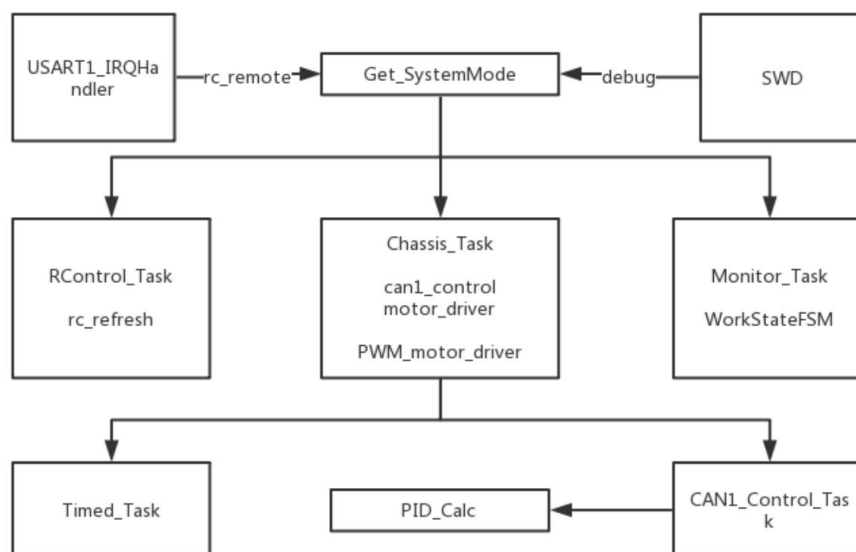 USART1_IRQHa
ndler
rc_remote
Get_SystemMode
debug
SWD
RControl_Task
rc_refresh
Chassis_Task
can1_control
motor_driver
PWM_motor_driver
Monitor_Task
WorkStateFSM
Timed_Task
PID_Calc
CAN1_Control_Tas
k